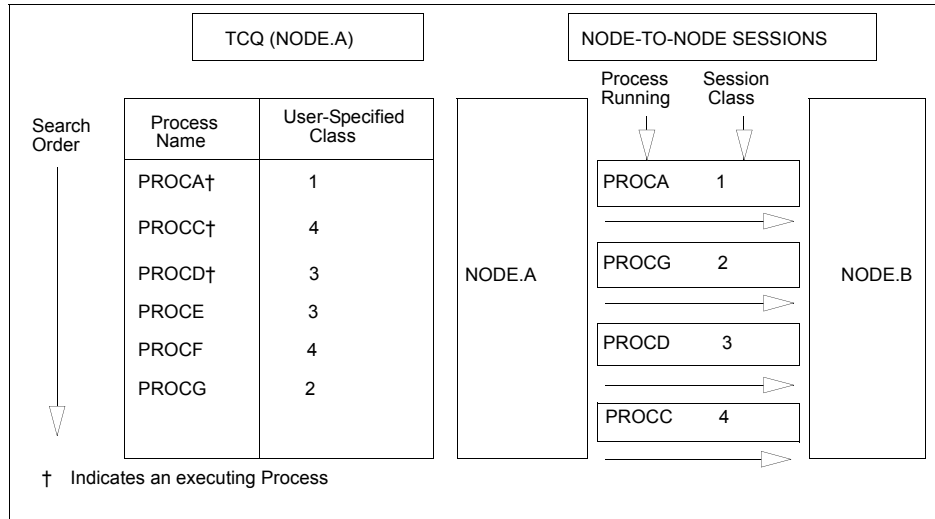 TCQ (NODE.A)
NODE-TO-NODE SESSIONS
Process
Running
Session
Class
Search
Order
Process
Name
User-Specified
Class
PROCA† 1
PROCC† 4
PROCD† 3
PROCE 3
PROCF 4
PROCG 2
NODE.A
PROCA 1
PROCG 2
PROCD 3
PROCC 4
NODE.B
† Indicates an executing Process